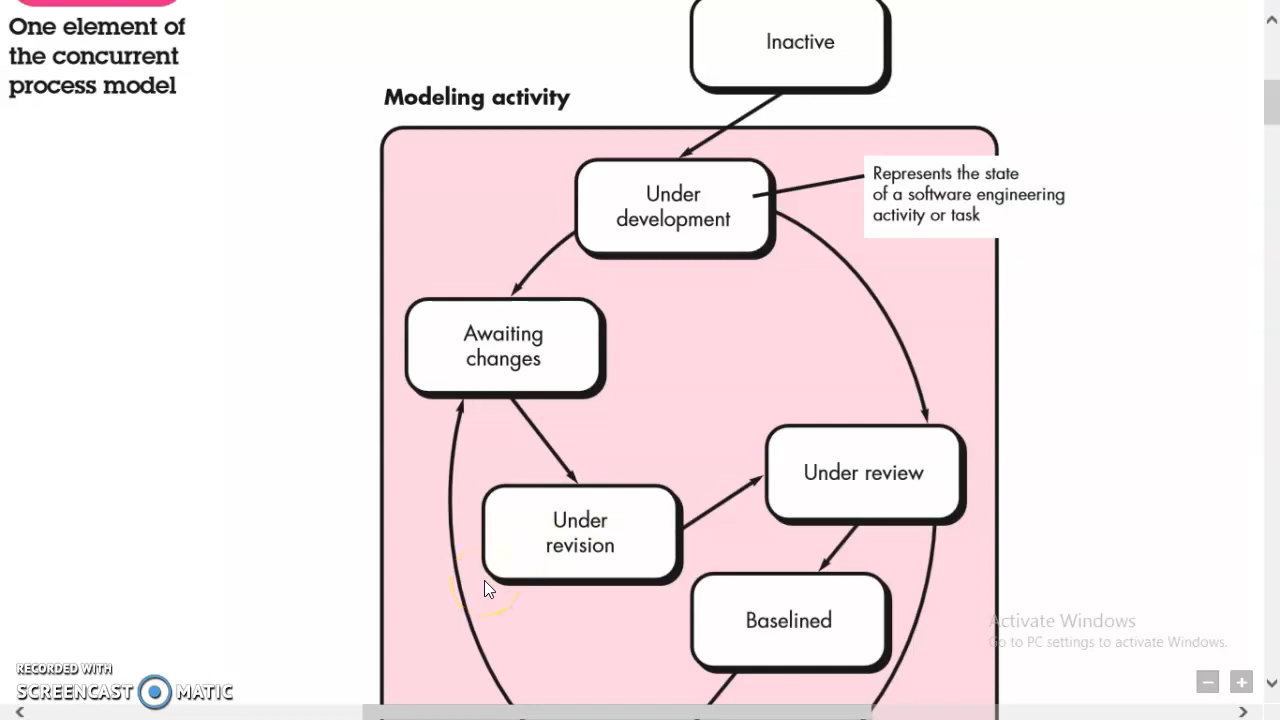 One element of
the concurrent
process model
Inactive
Modeling activity
Under
development
Represents the state
of a software engineering
activity or task
Awaiting
changes
Under review
Under
revision
Baselined
Activate Windows
Go to PC settings to activate Windows.
RECORDED WITH
SCREENCAST MATIC